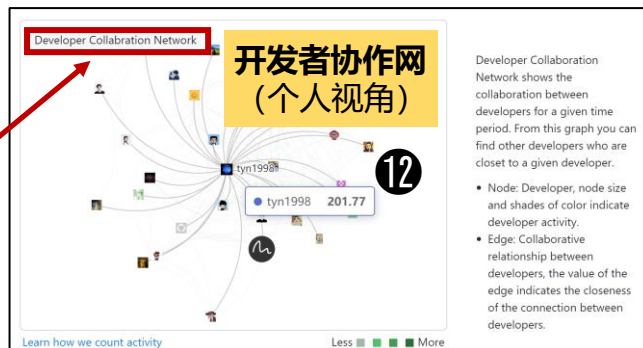 Developer Collabration Network
开发者协作网
（个人视角）
12
tyn1998
tyn1998 201.77
Learn how we count activity
Less More
Developer Collaboration
Network shows the
collaboration between
developers for a given time
period. From this graph you can
find other developers who are
closet to a given developer.
• Node: Developer, node size
and shades of color indicate
developer activity.
• Edge: Collaborative
relationship between
developers, the value of the
edge indicates the closeness
of the connection between
developers.